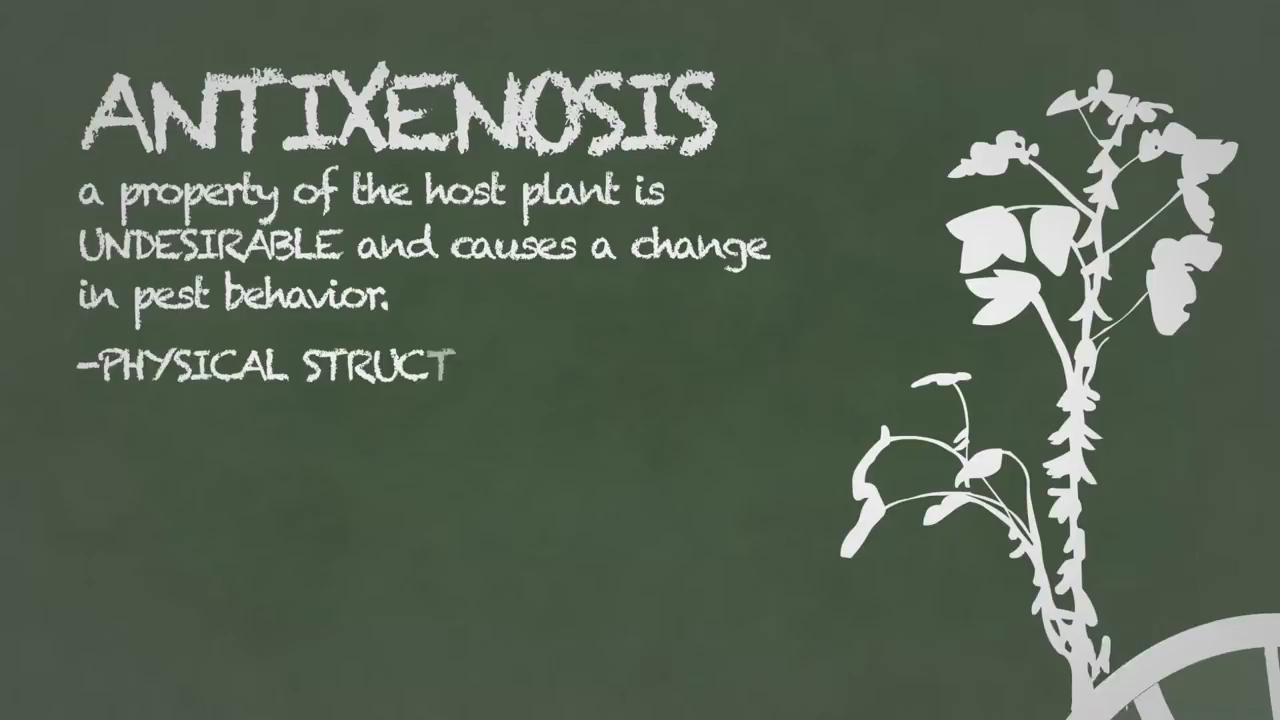 ANTIXENOSIS
a property of the host plant is
UNDESIRABLE and causes a change
in pest behavior.
-PHYSICAL STRUCT